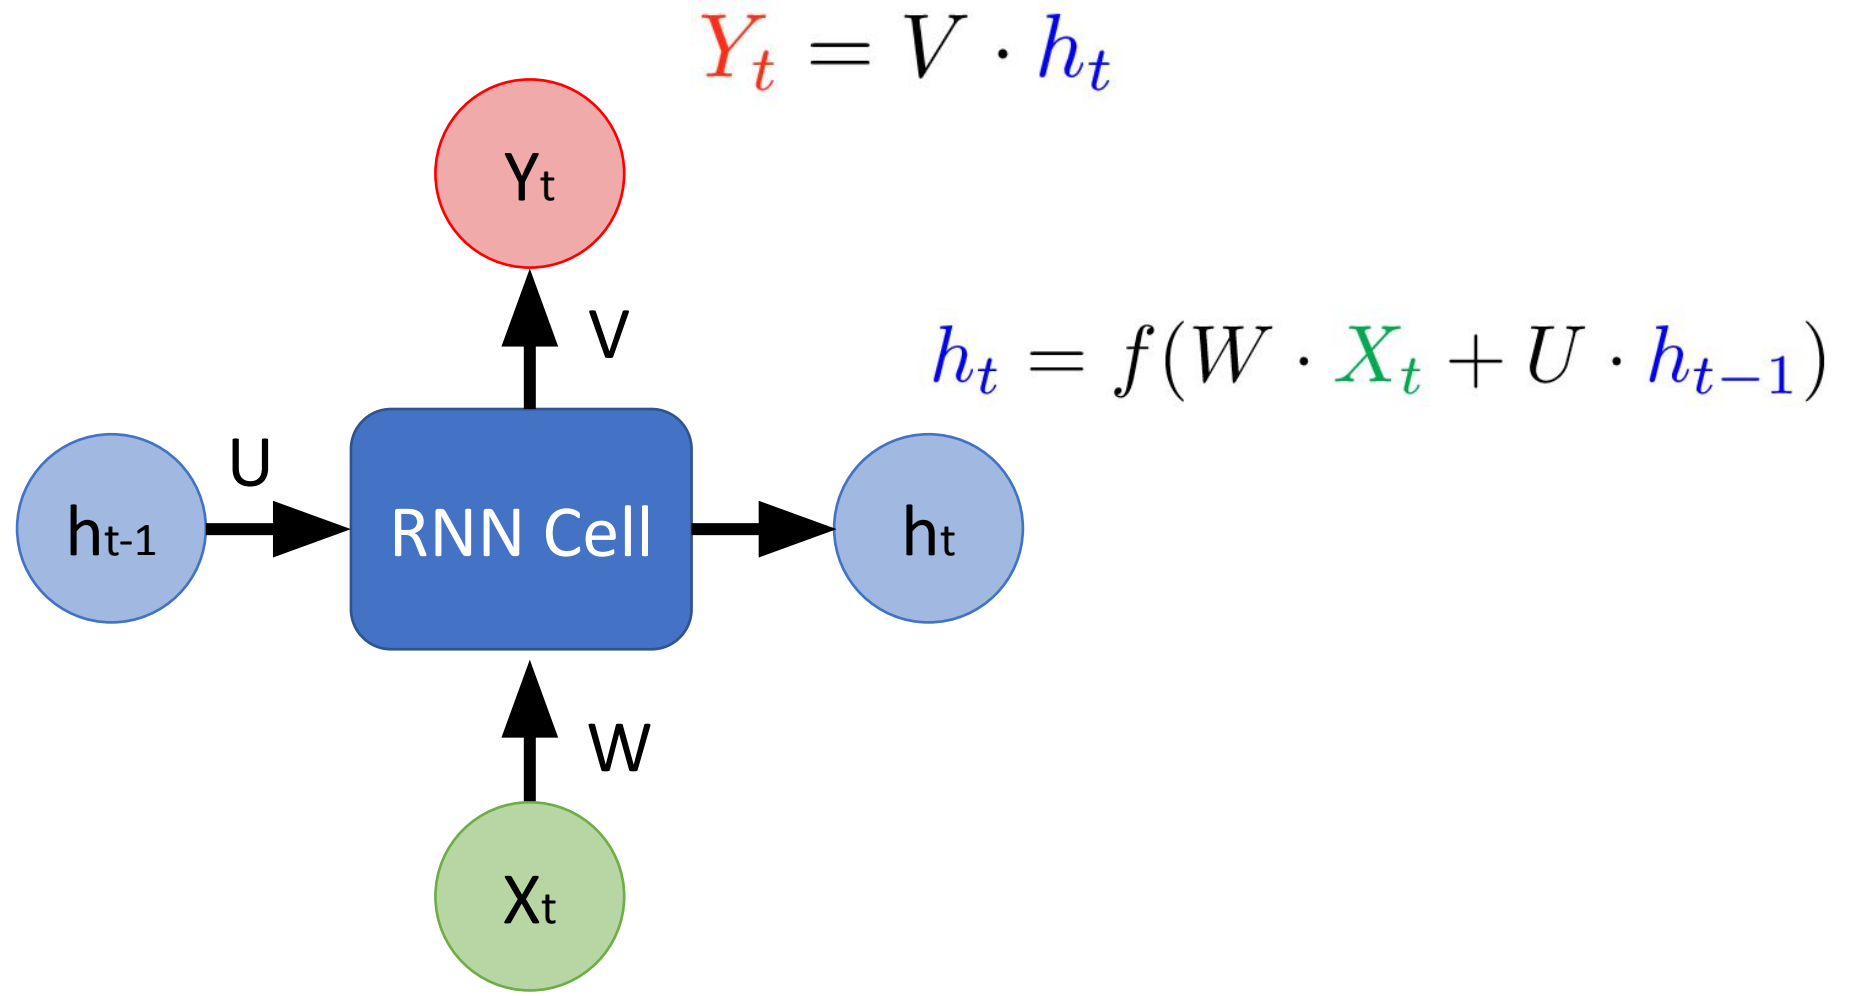 Yt = V · ht
Yt
V
ht = f(W · Xt + U · ht−1)
U
ht-1
RNN Cell
ht
W
Xt